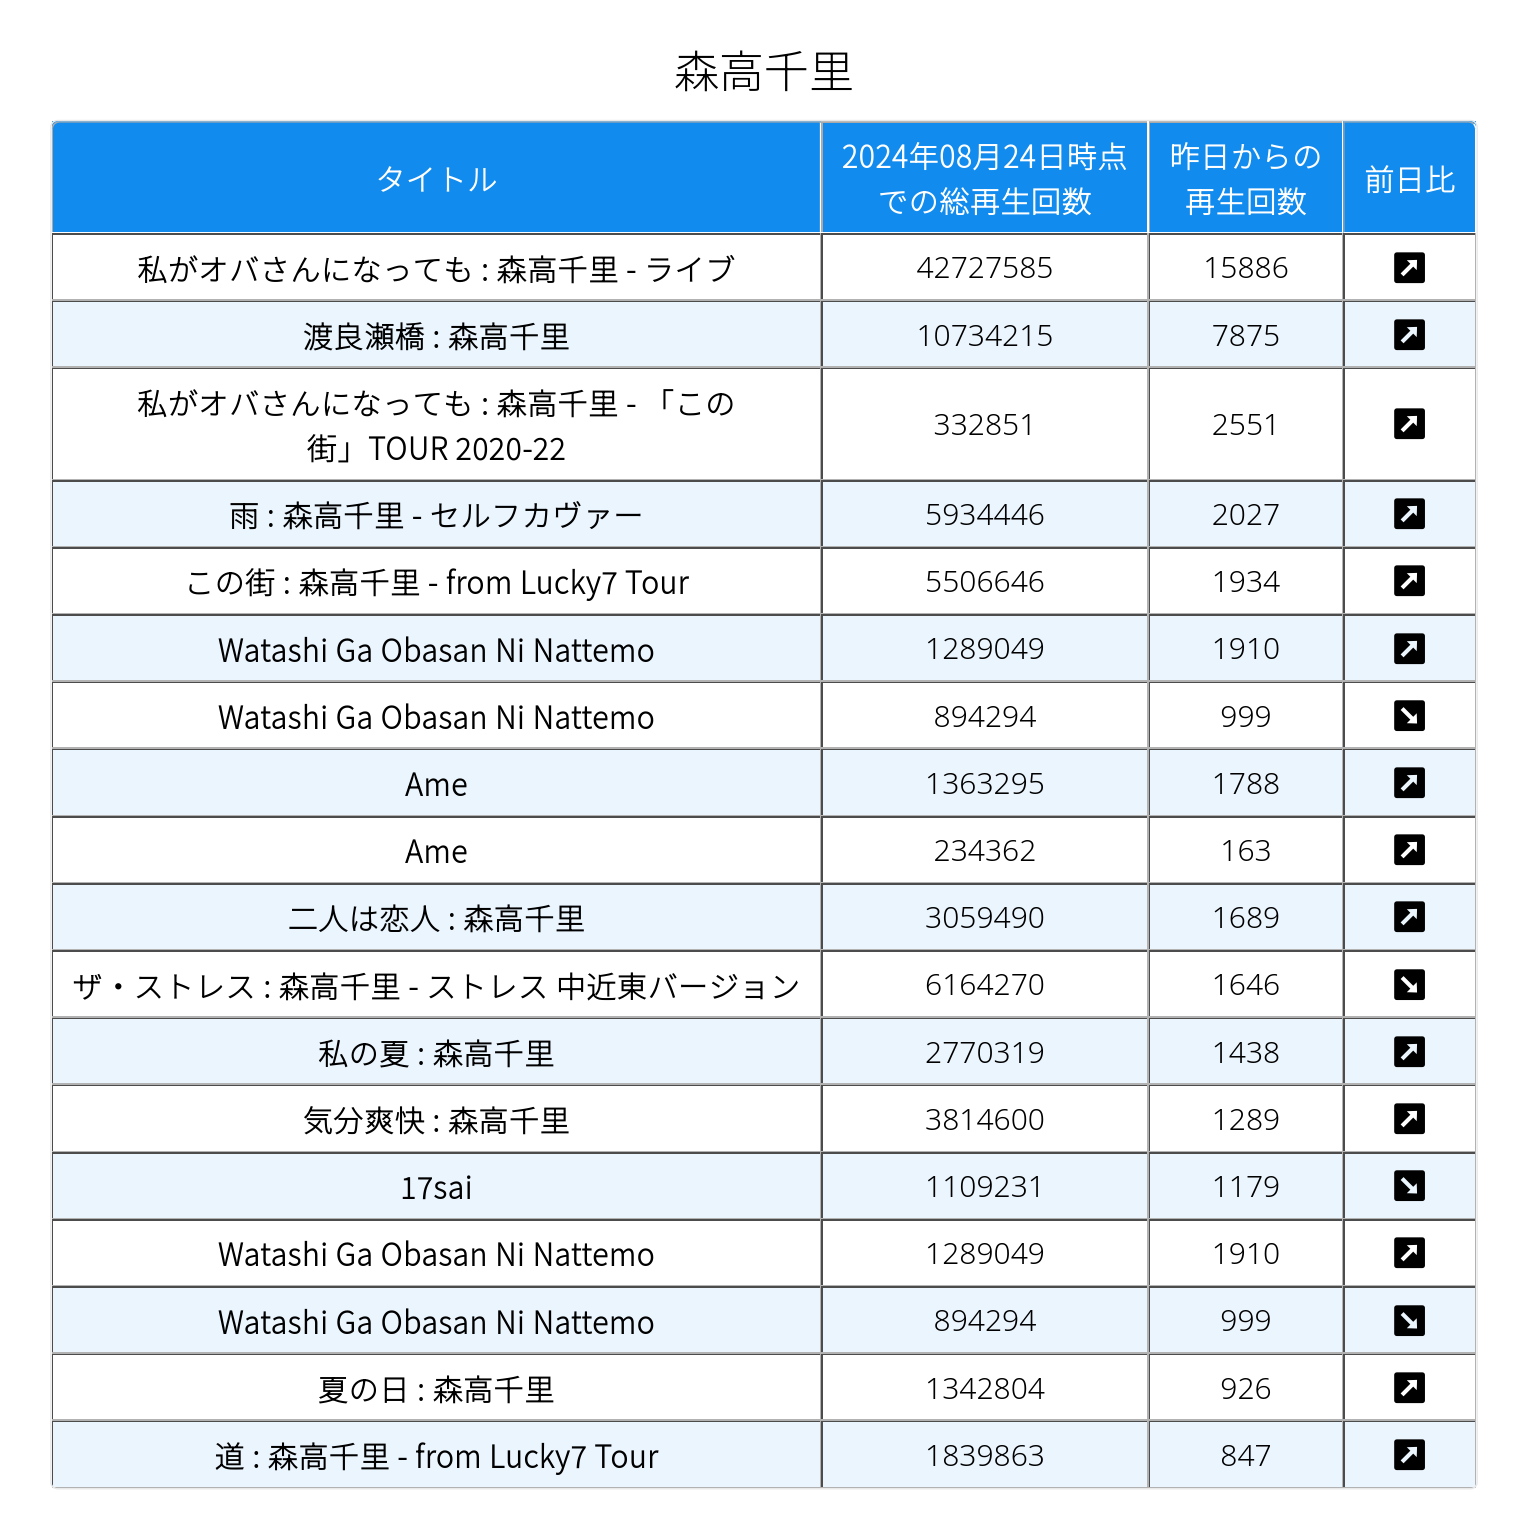 森高千里
タイトル 2024年08月24日時点での総再生回数 昨日からの再生回数 前日比
私がオバさんになっても : 森高千里 - ライブ 42727585 15886
渡良瀬橋 : 森高千里 10734215 7875
私がオバさんになっても : 森高千里 - 「この街」TOUR 2020-22 332851 2551
雨 : 森高千里 - セルフカヴァー 5934446 2027
この街 : 森高千里 - from Lucky7 Tour 5506646 1934
Watashi Ga Obasan Ni Nattemo 1289049 1910
Watashi Ga Obasan Ni Nattemo 894294 999
Ame 1363295 1788
Ame 234362 163
二人は恋人 : 森高千里 3059490 1689
ザ・ストレス : 森高千里 - ストレス 中近東バージョン 6164270 1646
私の夏 : 森高千里 2770319 1438
気分爽快 : 森高千里 3814600 1289
17sai 1109231 1179
Watashi Ga Obasan Ni Nattemo 1289049 1910
Watashi Ga Obasan Ni Nattemo 894294 999
夏の日 : 森高千里 1342804 926
道 : 森高千里 - from Lucky7 Tour 1839863 847